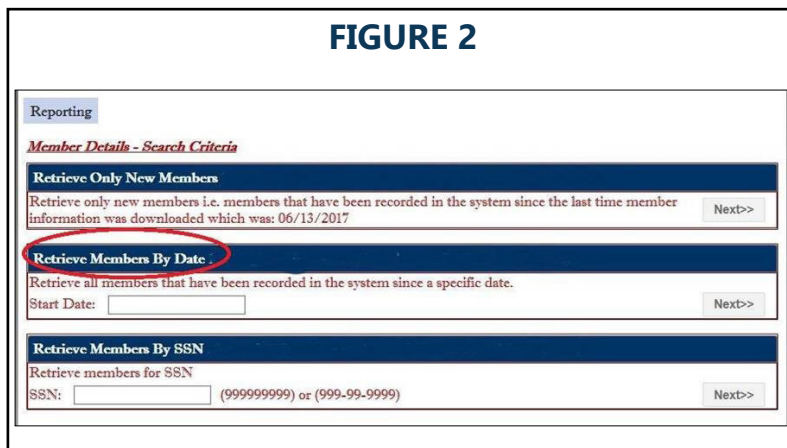 FIGURE 2
Reporting
Member Details - Search Criteria
Retrieve Only New Members
Retrieve only new members i.e. members that have been recorded in the system since the last time member
information was downloaded which was: 06/13/2017
Next>>
Retrieve Members By Date .
Retrieve all members that have been recorded in the system since a specific date.
Start Date:
Next>>
Retrieve Members By SSN
Retrieve members for SSN
SSN: (999999999) or (999-99-9999)
Next>>